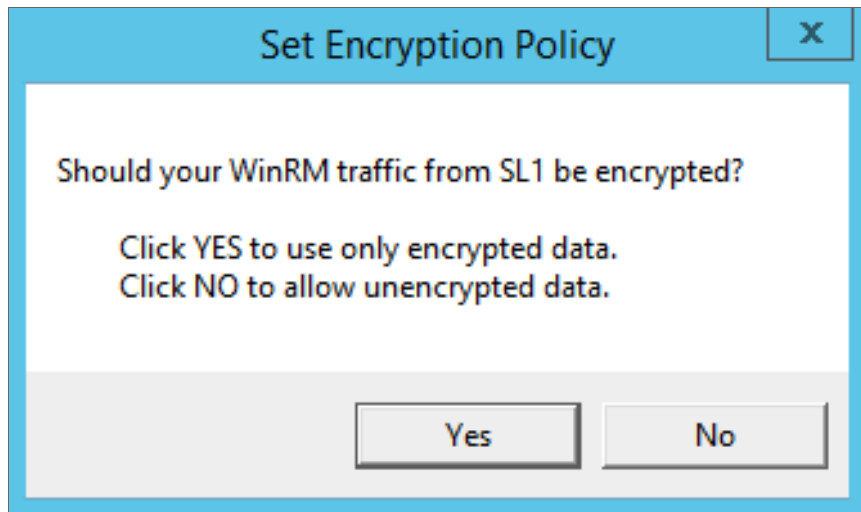 Set Encryption Policy
x
Should your WinRM traffic from SL1 be encrypted?
Click YES to use only encrypted data.
Click NO to allow unencrypted data.
Yes
No